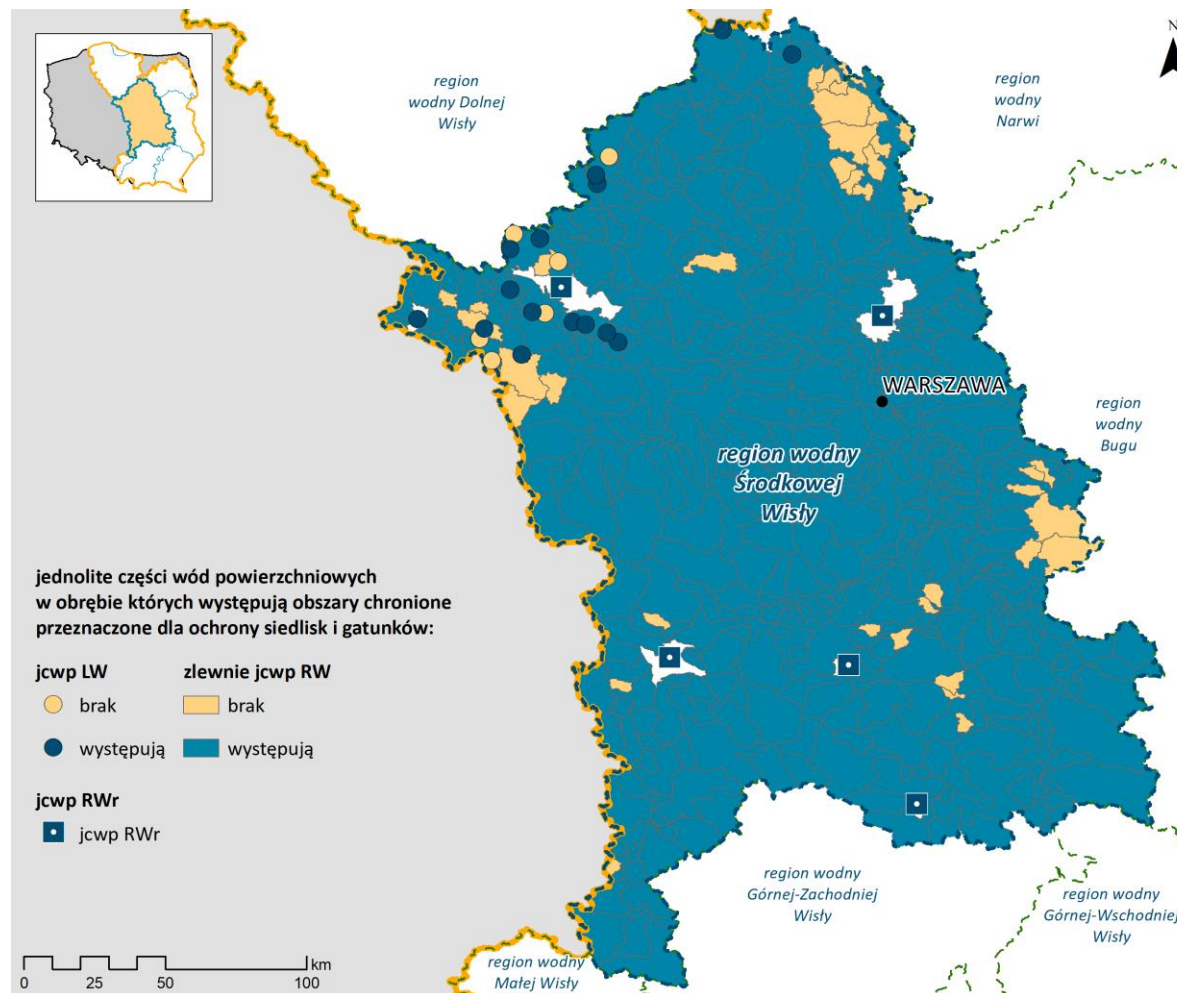 region
wodny Dolnej
Wisły
region
wodny
Narwi
N
WARSZAWA
region
wodny
Bugu
region wodny
Środkowej
Wisły
jednolite części wód powierzchniowych
w obrębie których występują obszary chronione
przeznaczone dla ochrony siedlisk i gatunków:
jcwp LW
zlewnie jcwp RW
brak
brak
występują
występują
jcwp RWr
jcwp RWr
region wodny
Górnej-Zachodniej
Wisły
region wodny
Górnej-Wschodniej
Wisły
region wodny
Małej Wisły
km
0 25 50 100